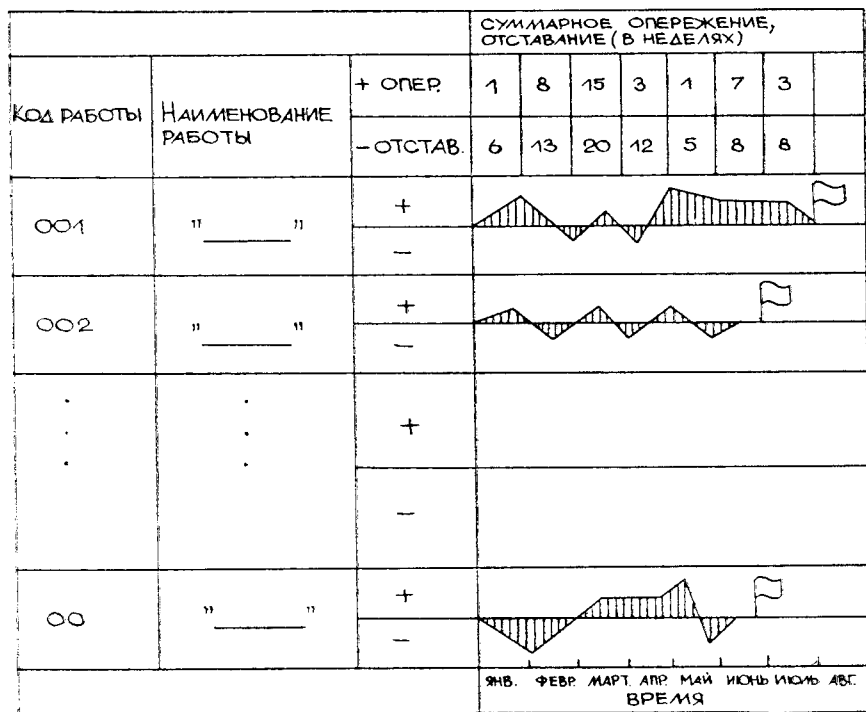 СУММАРНОЕ ОПЕРЕЖЕНИЕ,
ОТСТАВАНИЕ (В НЕДЕЛЯХ)
КОД РАБОТЫ НАИМЕНОВАНИЕ
РАБОТЫ
+ ОПЕР. 1 8 15 3 1 7 3
- ОТСТАВ. 6 13 20 12 5 8 8
001 "______" +
-
002 "______" +
-
+
-
00 "______" +
-
ЯНВ. ФЕВР. МАРТ. АПР. МАЙ ИЮНЬ ИЮЛЬ АВГ.
ВРЕМЯ